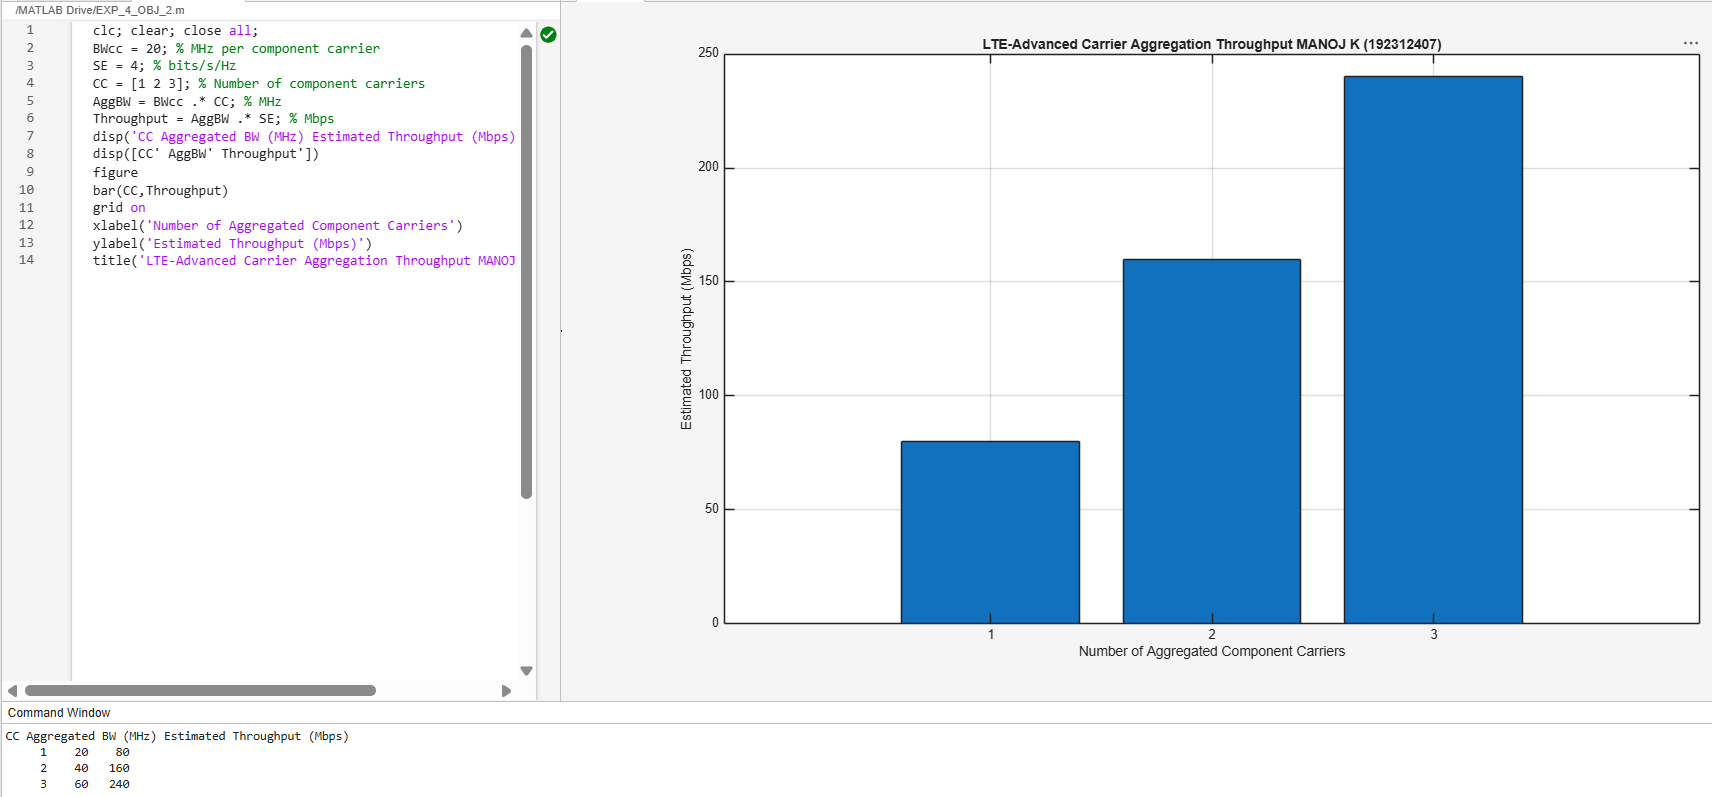 /MATLAB Drive/EXP_4_OBJ_2.m
1 clc; clear; close all;
2 BWcc = 20; % MHz per component carrier
3 SE = 4; % bits/s/Hz
4 CC = [1 2 3]; % Number of component carriers
5 AggBW = BWcc .* CC; % MHz
6 Throughput = AggBW .* SE; % Mbps
7 disp('CC Aggregated BW (MHz) Estimated Throughput (Mbps)
8 disp([CC' AggBW' Throughput'])
9 figure
10 bar(CC,Throughput)
11 grid on
12 xlabel('Number of Aggregated Component Carriers')
13 ylabel('Estimated Throughput (Mbps)')
14 title('LTE-Advanced Carrier Aggregation Throughput MANOJ
LTE-Advanced Carrier Aggregation Throughput MANOJ K (192312407)
250
200
150
100
50
0
Estimated Throughput (Mbps)
1 2 3
Number of Aggregated Component Carriers
Command Window
CC Aggregated BW (MHz) Estimated Throughput (Mbps)
1 20 80
2 40 160
3 60 240